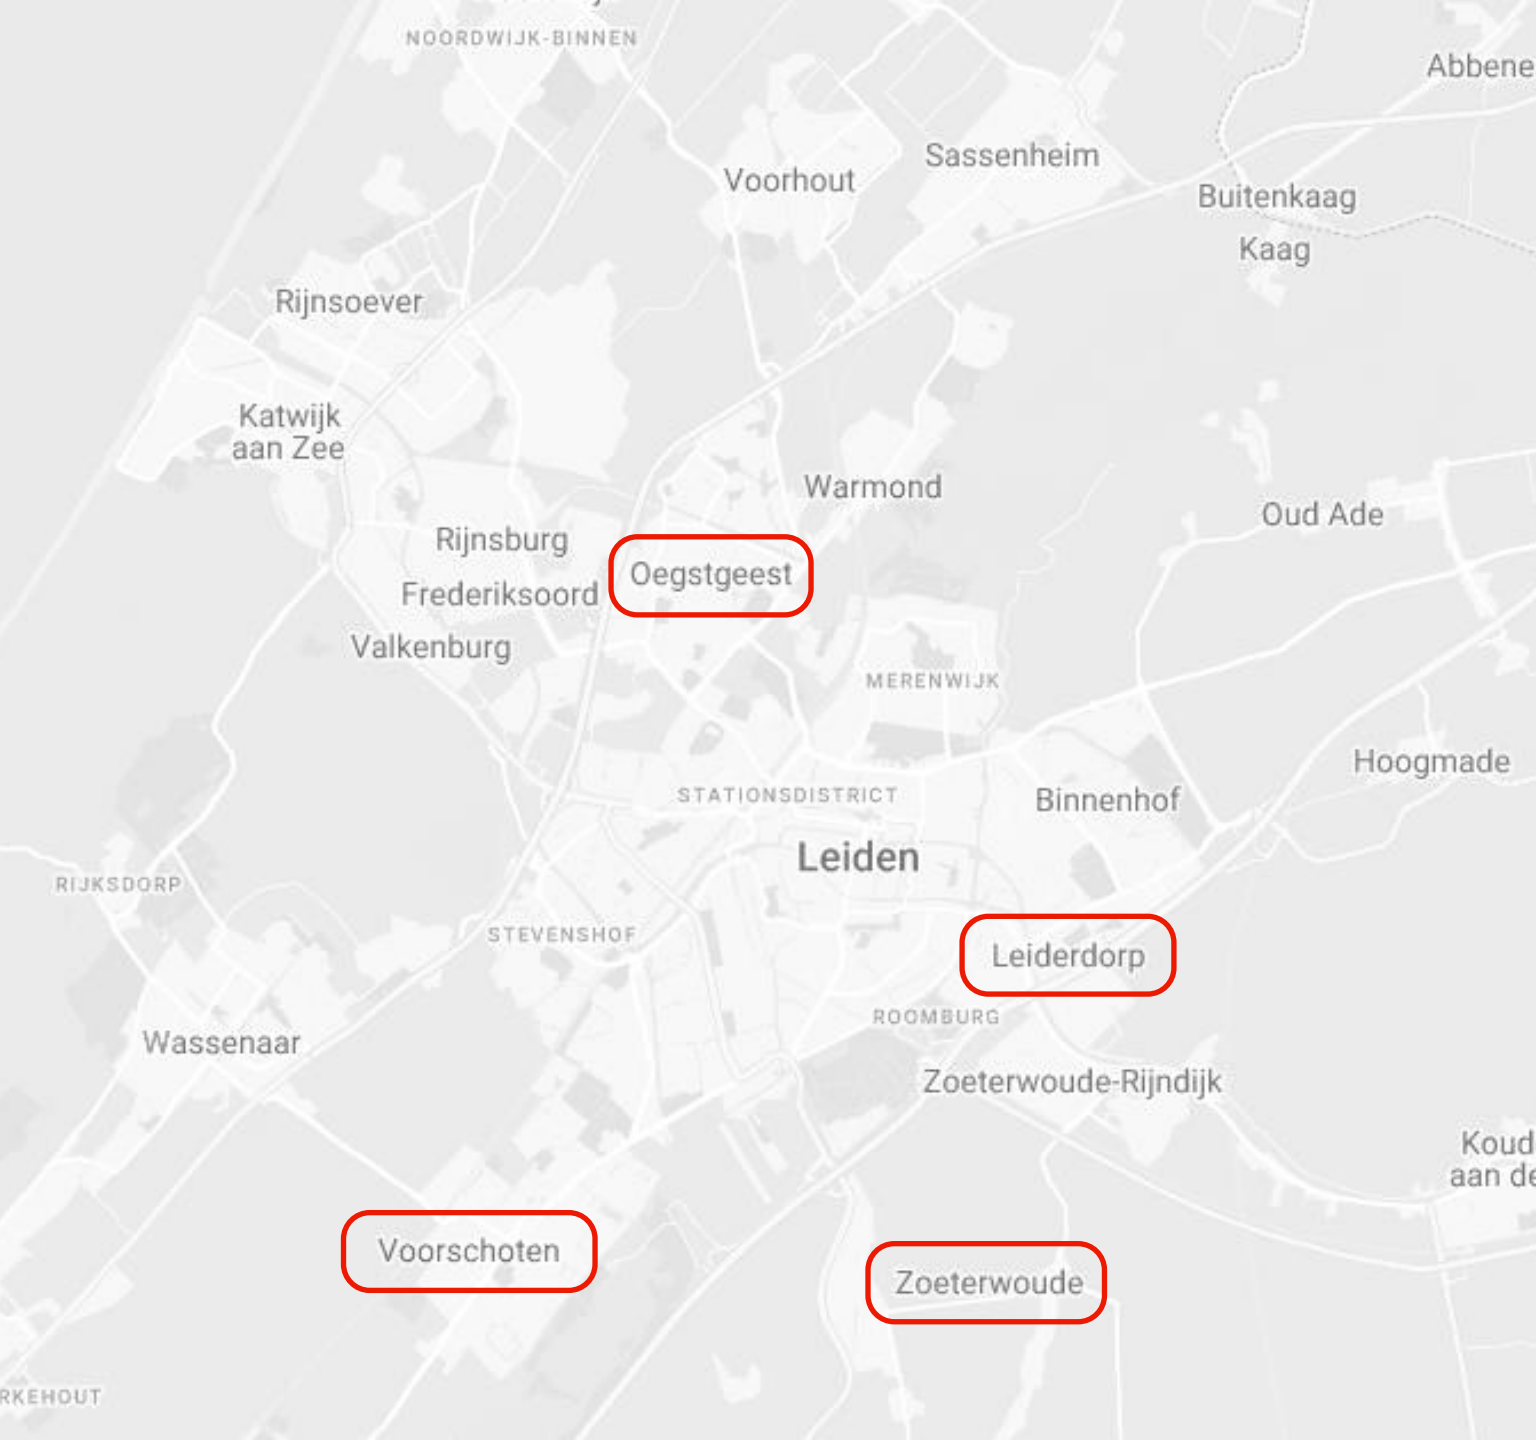 NOORDWIJK-BINNEN
Abbene
Sassenheim
Voorhout
Buitenkaag
Kaag
Rijnsoever
Katwijk
aan Zee
Warmond
Oud Ade
Rijnsburg
Oegstgeest
Frederiksoord
Valkenburg
MERENWIJK
Hoogmade
STATIONSDISTRICT
Binnenhof
Leiden
RIJKSDORP
STEVENSHOF
Leiderdorp
ROOMBURG
Wassenaar
Zoeterwoude-Rijndijk
Koud
aan de
Voorschoten
Zoeterwoude
RKEHOUT